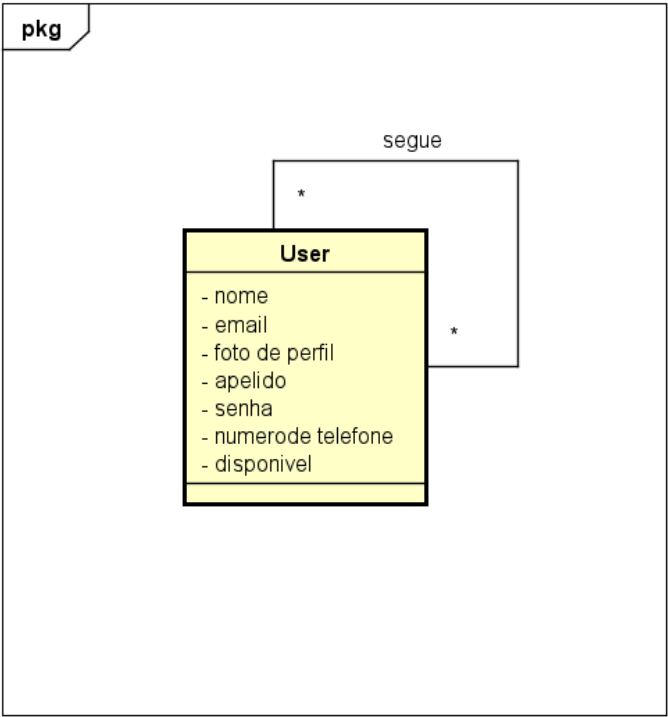 pkg
segue
*
User
- nome
- email
- foto de perfil
- apelido
- senha
- numerode telefone
- disponivel
*